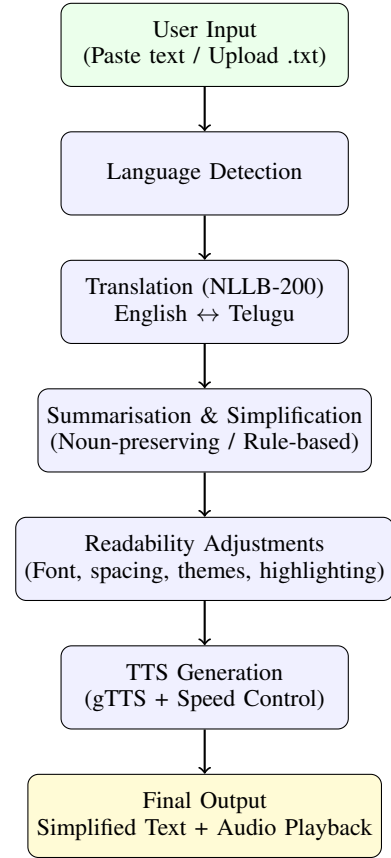 User Input
(Paste text / Upload .txt)
Language Detection
Translation (NLLB-200)
English ↔ Telugu
Summarisation & Simplification
(Noun-preserving / Rule-based)
Readability Adjustments
(Font, spacing, themes, highlighting)
TTS Generation
(gTTS + Speed Control)
Final Output
Simplified Text + Audio Playback